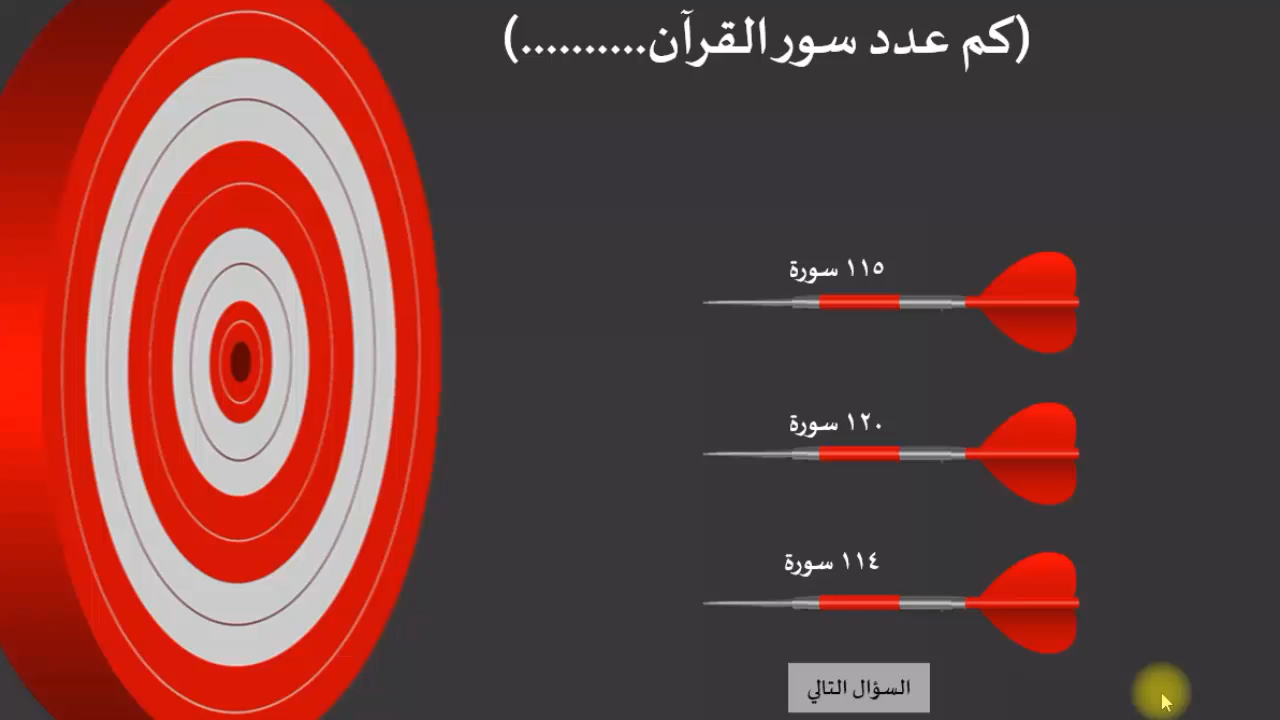 (كم عدد سور القرآن..........)
١١٥ سورة
١٢٠ سورة
١١٤ سورة
السؤال التالي